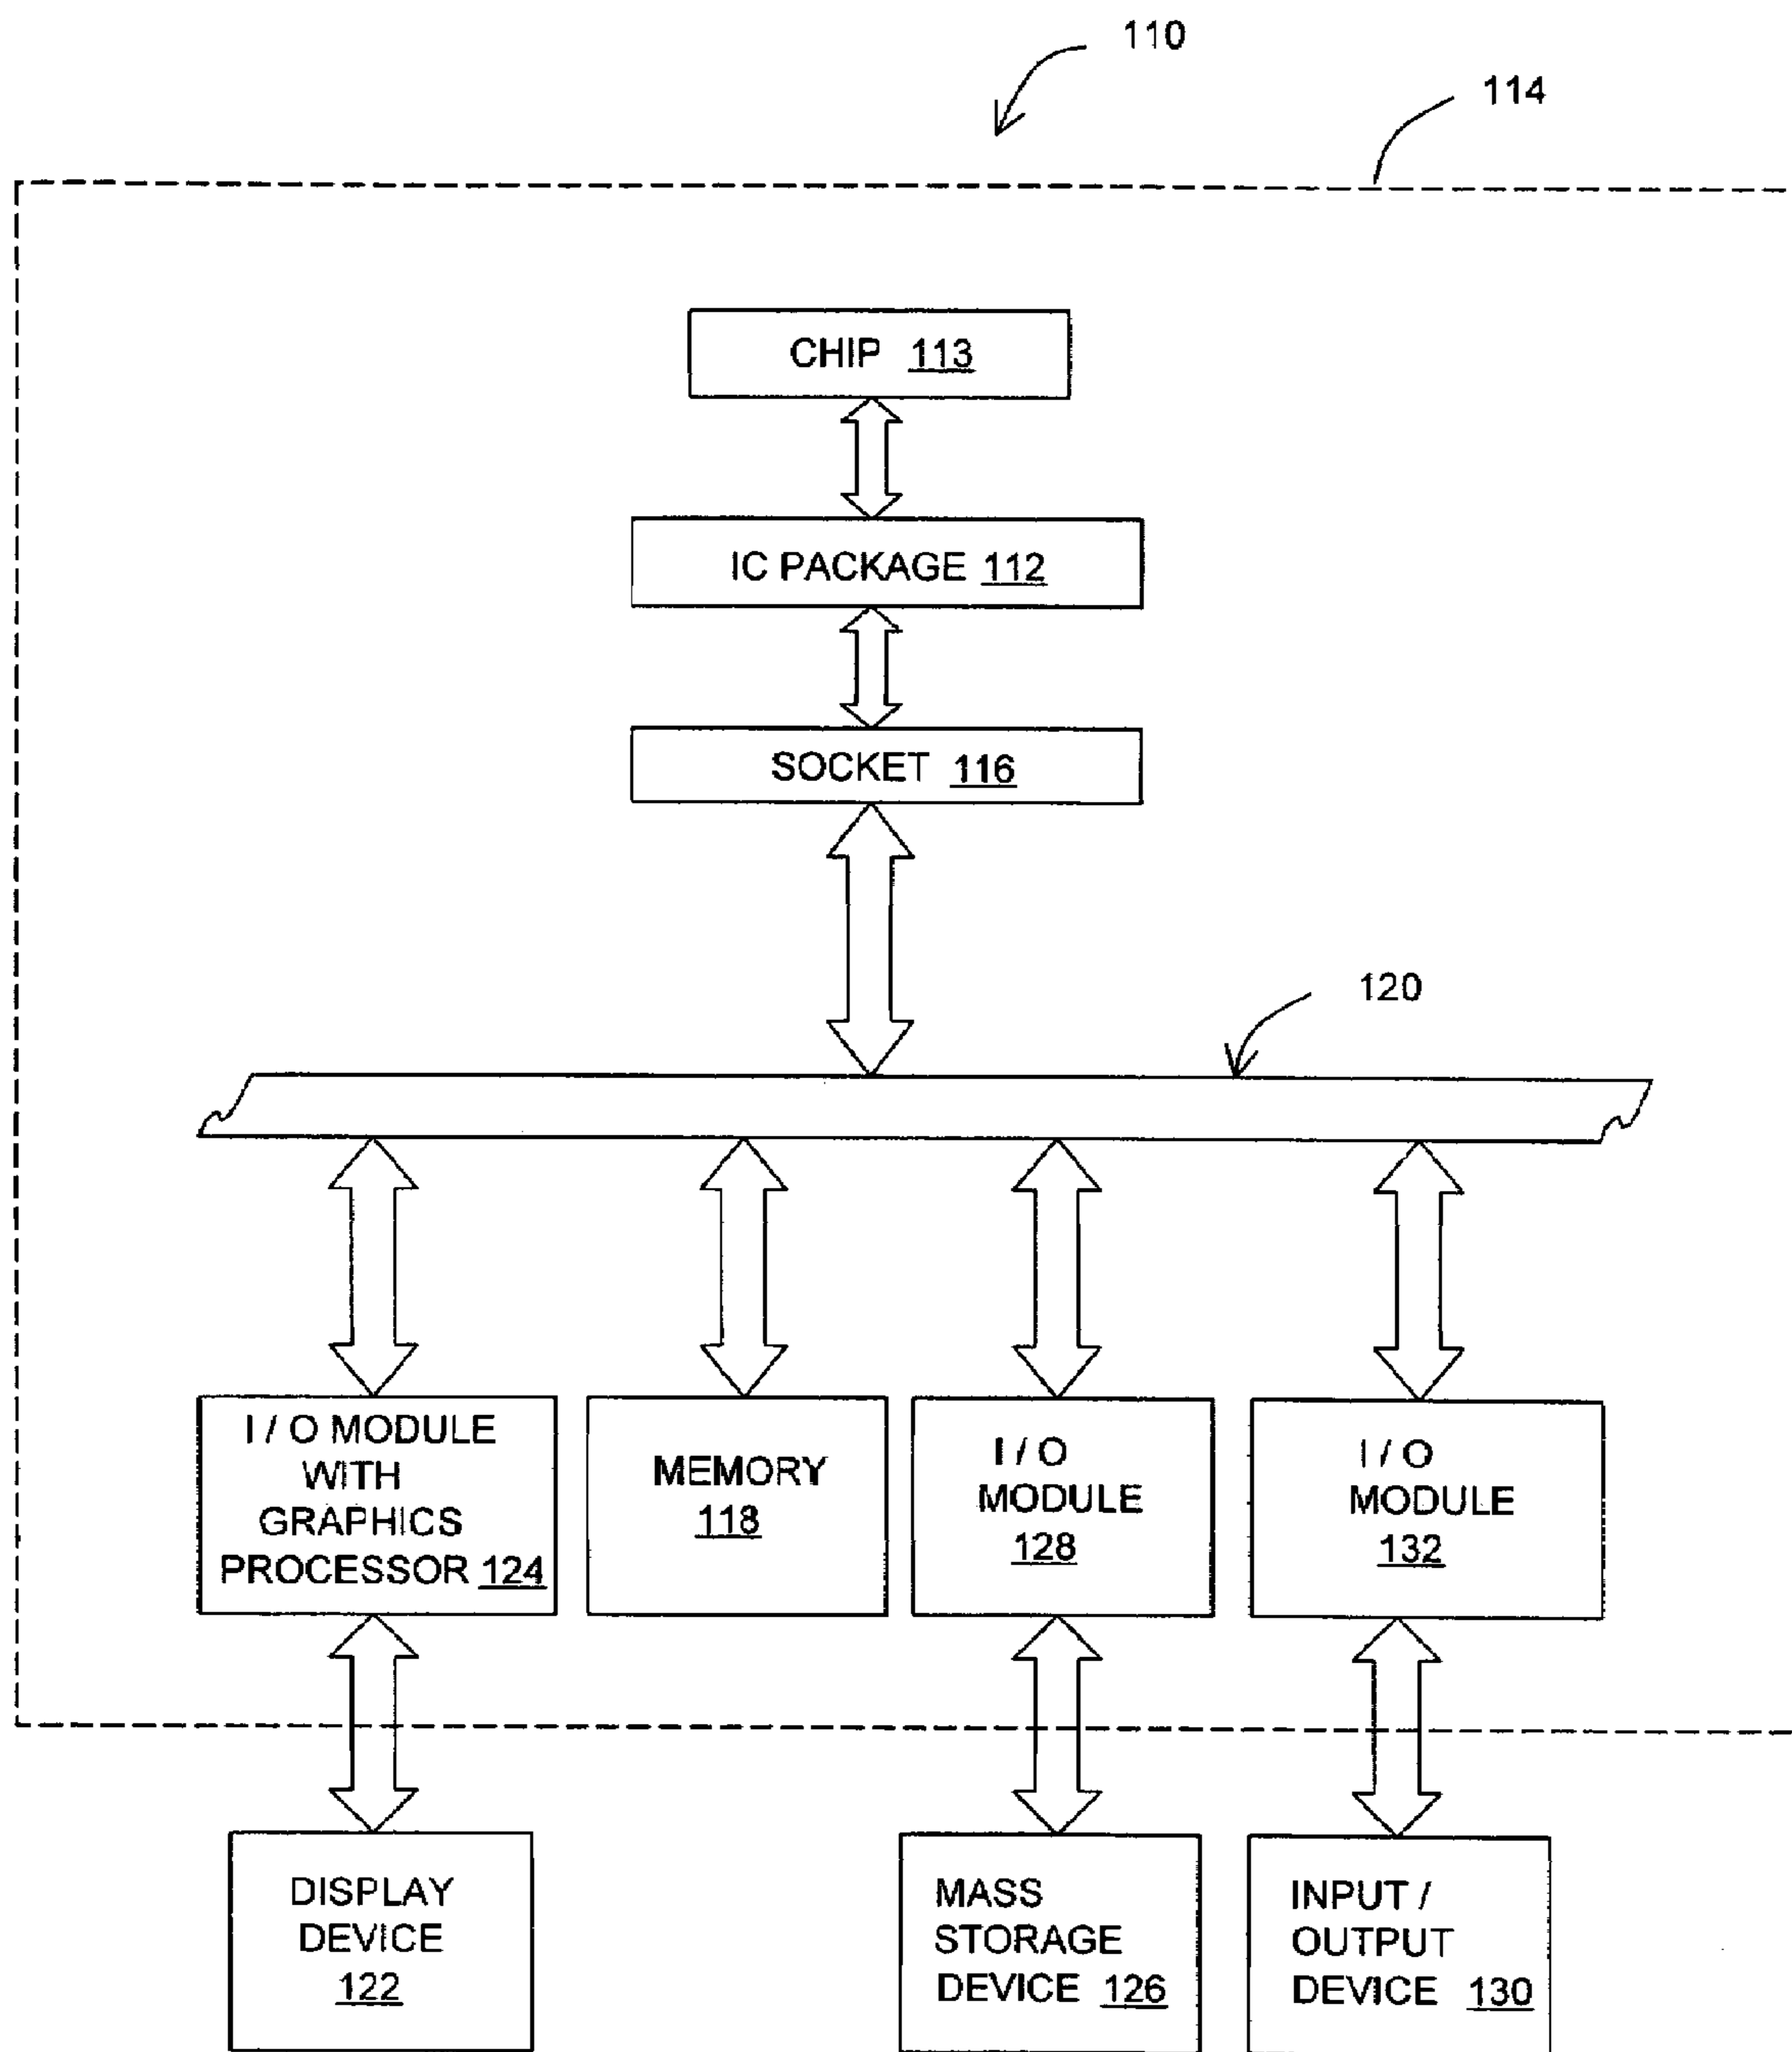 110
114
CHIP 113
IC PACKAGE 112
SOCKET 116
120
I / O MODULE
WITH
GRAPHICS
PROCESSOR 124
MEMORY
118
I / O
MODULE
128
I / O
MODULE
132
DISPLAY
DEVICE
122
MASS
STORAGE
DEVICE 126
INPUT /
OUTPUT
DEVICE 130